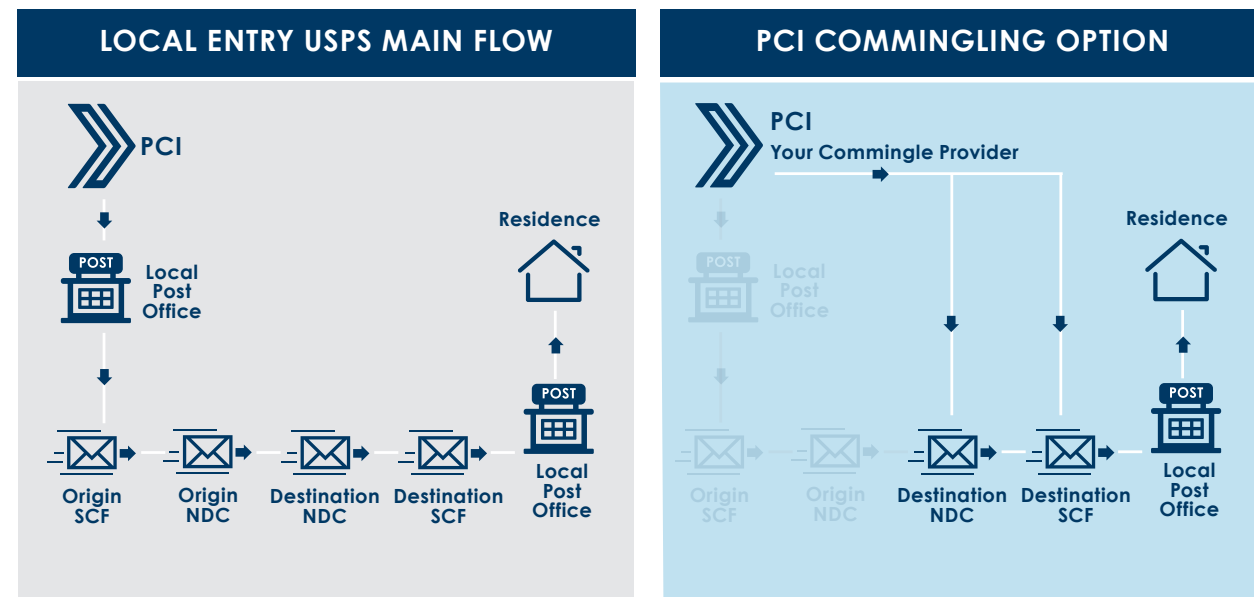 LOCAL ENTRY USPS MAIN FLOW
PCI
POST
Local
Post
Office
Residence
POST
Origin
SCF
Origin
NDC
Destination
NDC
Destination
SCF
Local
Post
Office
PCI COMMINGLING OPTION
PCI
Your Commingle Provider
POST
Local
Post
Office
Residence
POST
Origin
SCF
Origin
NDC
Destination
NDC
Destination
SCF
Local
Post
Office